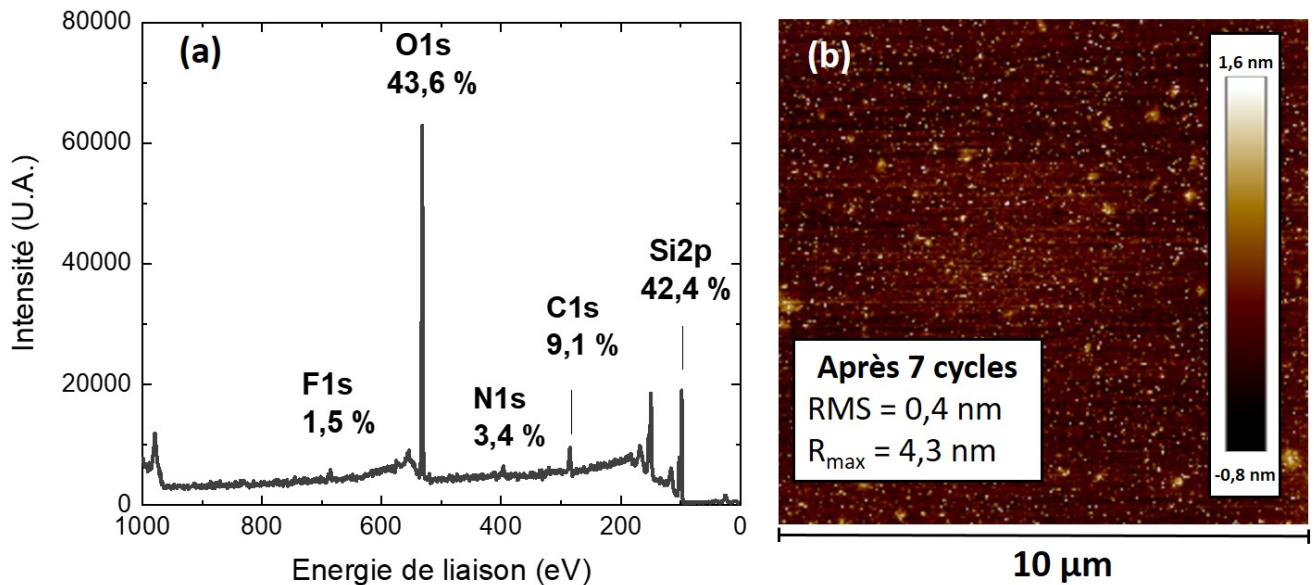 (a)
80000
60000
40000
20000
0
Intensité (U.A.)
O1s
43,6 %
Si2p
42,4 %
C1s
9,1 %
N1s
3,4 %
F1s
1,5 %
1000
800
600
400
200
0
Energie de liaison (eV)
(b)
1,6 nm
-0,8 nm
Après 7 cycles
RMS = 0,4 nm
Rmax = 4,3 nm
10 µm